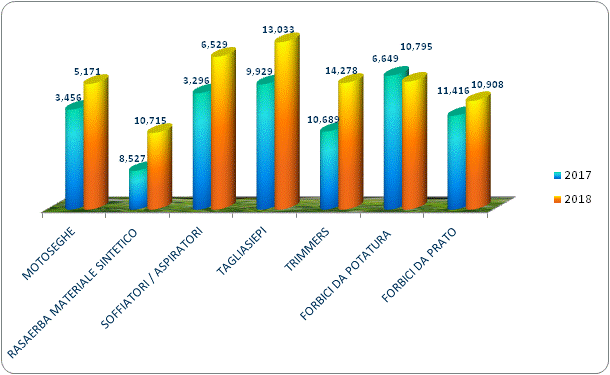 3,456
5,171
8,527
10,715
3,296
6,529
9,929
13,033
10,689
14,278
6,649
10,795
11,416
10,908
2017
2018
MOTOSEGHE
RASAERBA MATERIALE SINTETICO
SOFFIATORI / ASPIRATORI
TAGLIASIEPI
TRIMMERS
FORBICI DA POTATURA
FORBICI DA PRATO